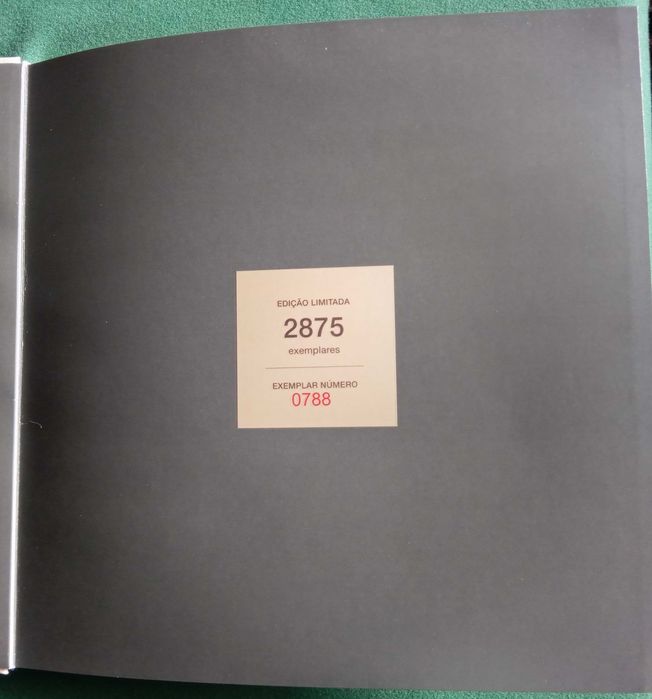 EDIÇÃO LIMITADA
2875
exemplares
EXEMPLAR NÚMERO
0788